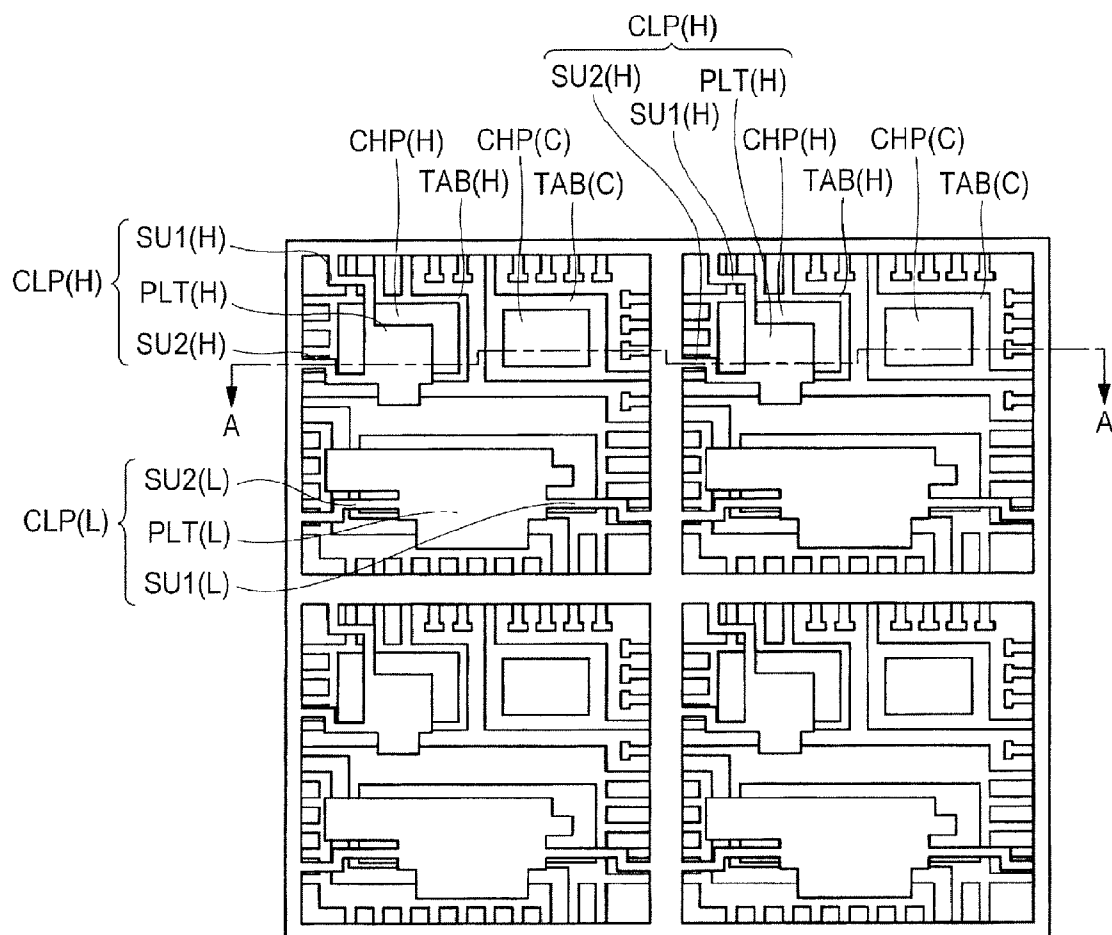 CLP(H)
SU2(H) PLT(H)
SU1(H)
CHP(H) CHP(C) CHP(H) CHP(C)
TAB(H) TAB(C) TAB(H) TAB(C)
SU1(H)
CLP(H)
PLT(H)
SU2(H)
A A
SU2(L)
CLP(L)
PLT(L)
SU1(L)